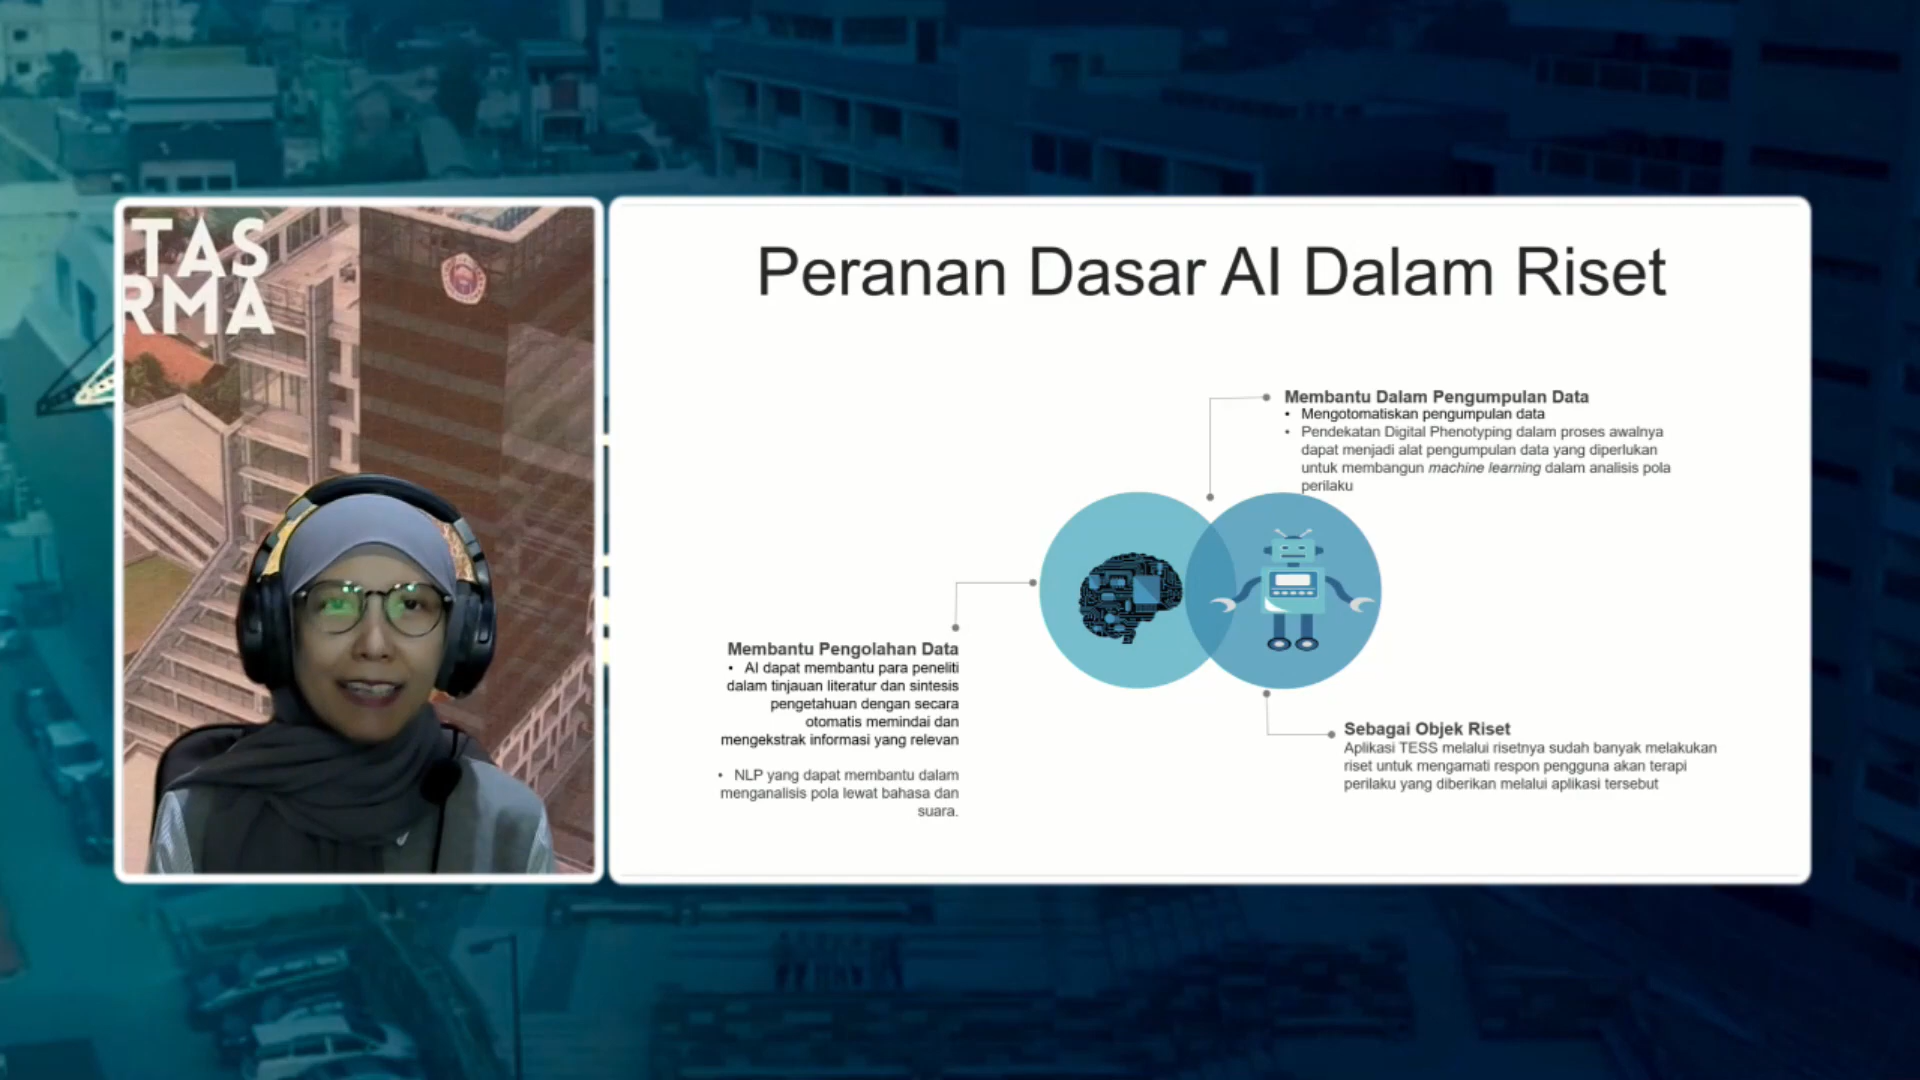 TAS
RMA
Peranan Dasar AI Dalam Riset
Membantu Dalam Pengumpulan Data
• Mengotomatiskan pengumpulan data
• Pendekatan Digital Phenotyping dalam proses awalnya
dapat menjadi alat pengumpulan data yang diperlukan
untuk membangun machine learning dalam analisis pola
perilaku
Membantu Pengolahan Data
• AI dapat membantu para peneliti
dalam tinjauan literatur dan sintesis
pengetahuan dengan secara
otomatis memindai dan
mengekstrak informasi yang relevan
• NLP yang dapat membantu dalam
menganalisis pola lewat bahasa dan
suara.
Sebagai Objek Riset
Aplikasi TESS melalui risetnya sudah banyak melakukan
riset untuk mengamati respon pengguna akan terapi
perilaku yang diberikan melalui aplikasi tersebut